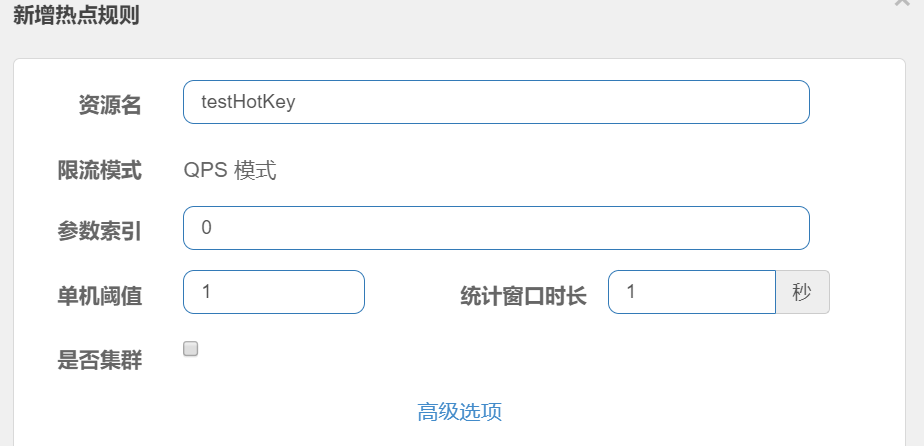 新增热点规则
资源名 testHotKey
限流模式 QPS 模式
参数索引 0
单机阈值 1 统计窗口时长 1 秒
是否集群
高级选项